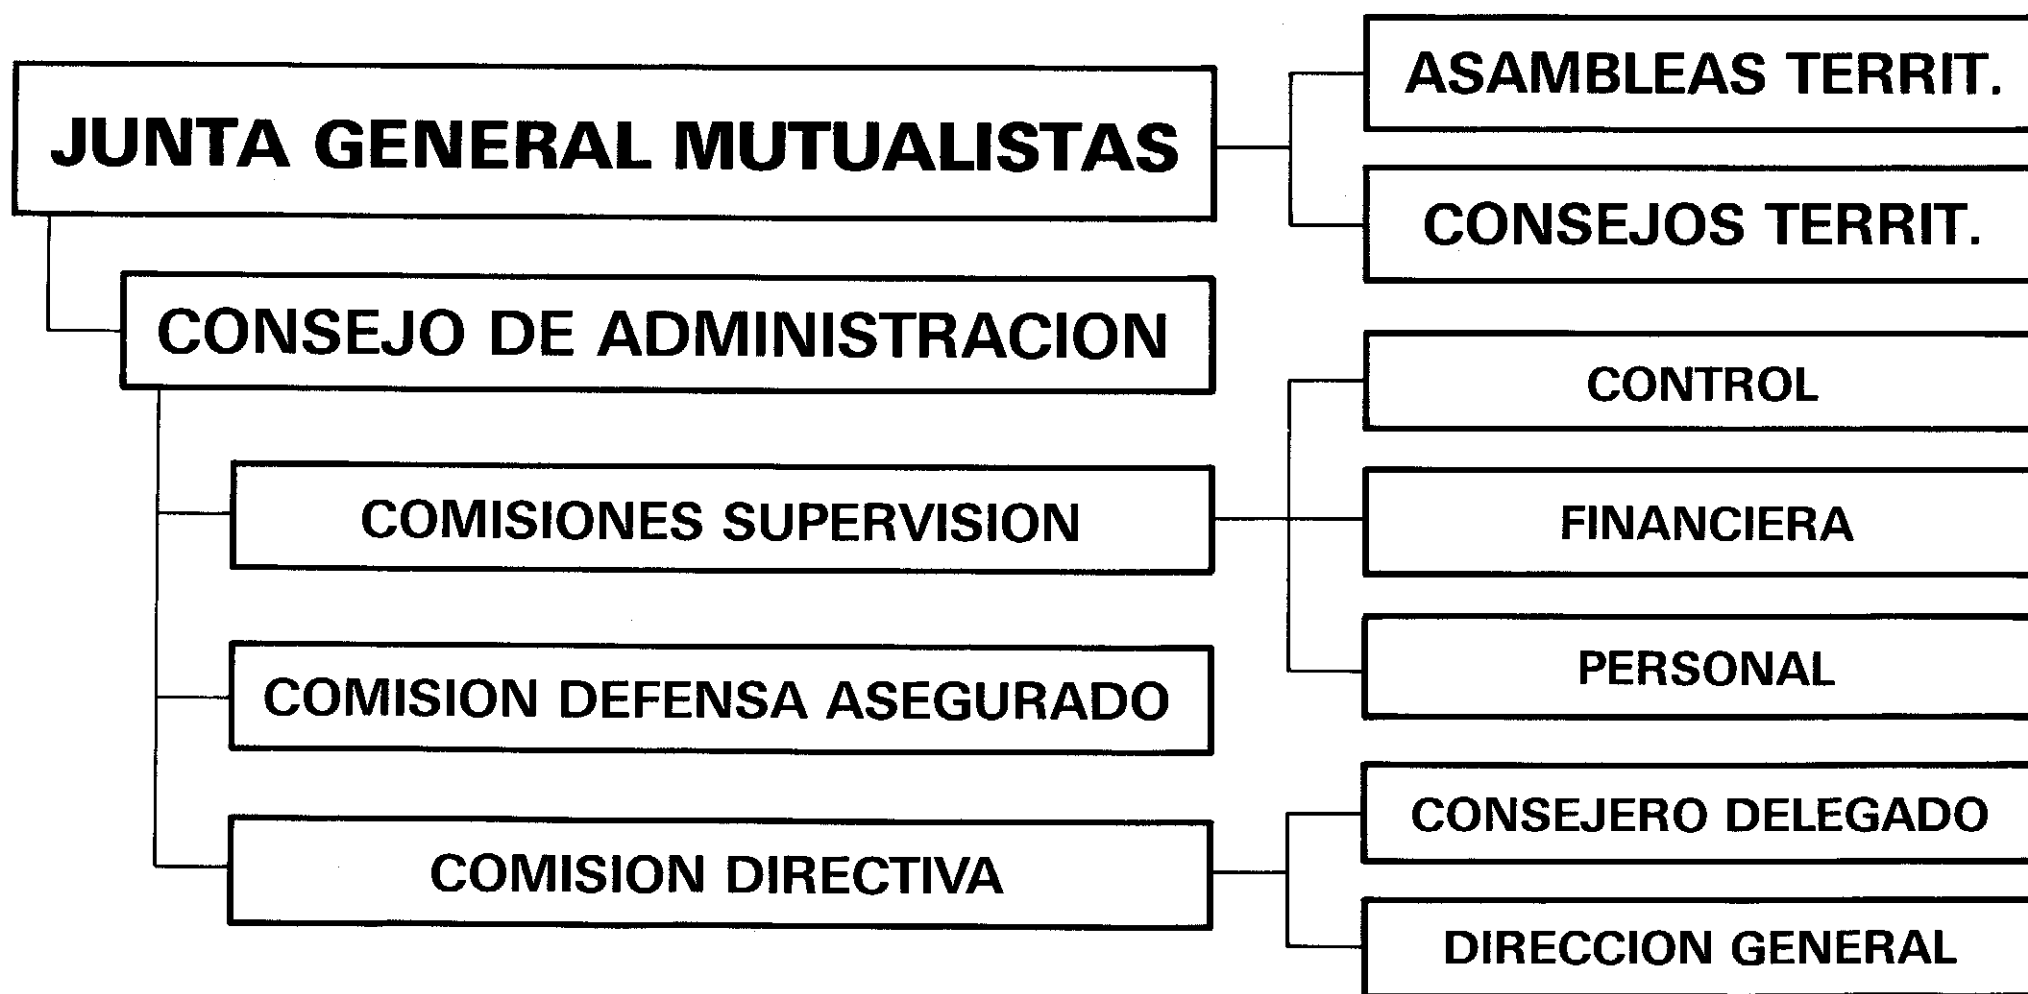 JUNTA GENERAL MUTUALISTAS
ASAMBLEAS TERRIT.
CONSEJOS TERRIT.
CONSEJO DE ADMINISTRACION
COMISIONES SUPERVISION
CONTROL
FINANCIERA
PERSONAL
COMISION DEFENSA ASEGURADO
COMISION DIRECTIVA
CONSEJERO DELEGADO
DIRECCION GENERAL